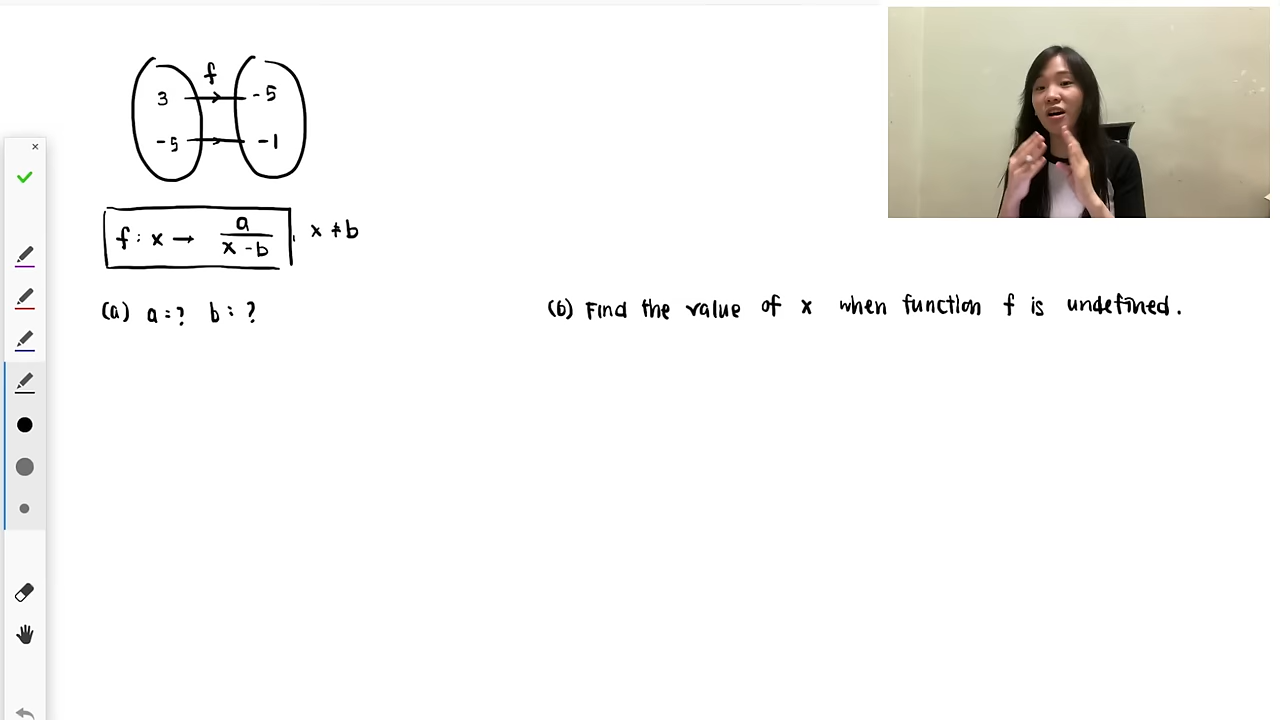 f
3 → -5
-5 → -1
f : x → a/(x - b) , x ≠ b
(a) a = ? b = ?
(b) Find the value of x when function f is undefined.